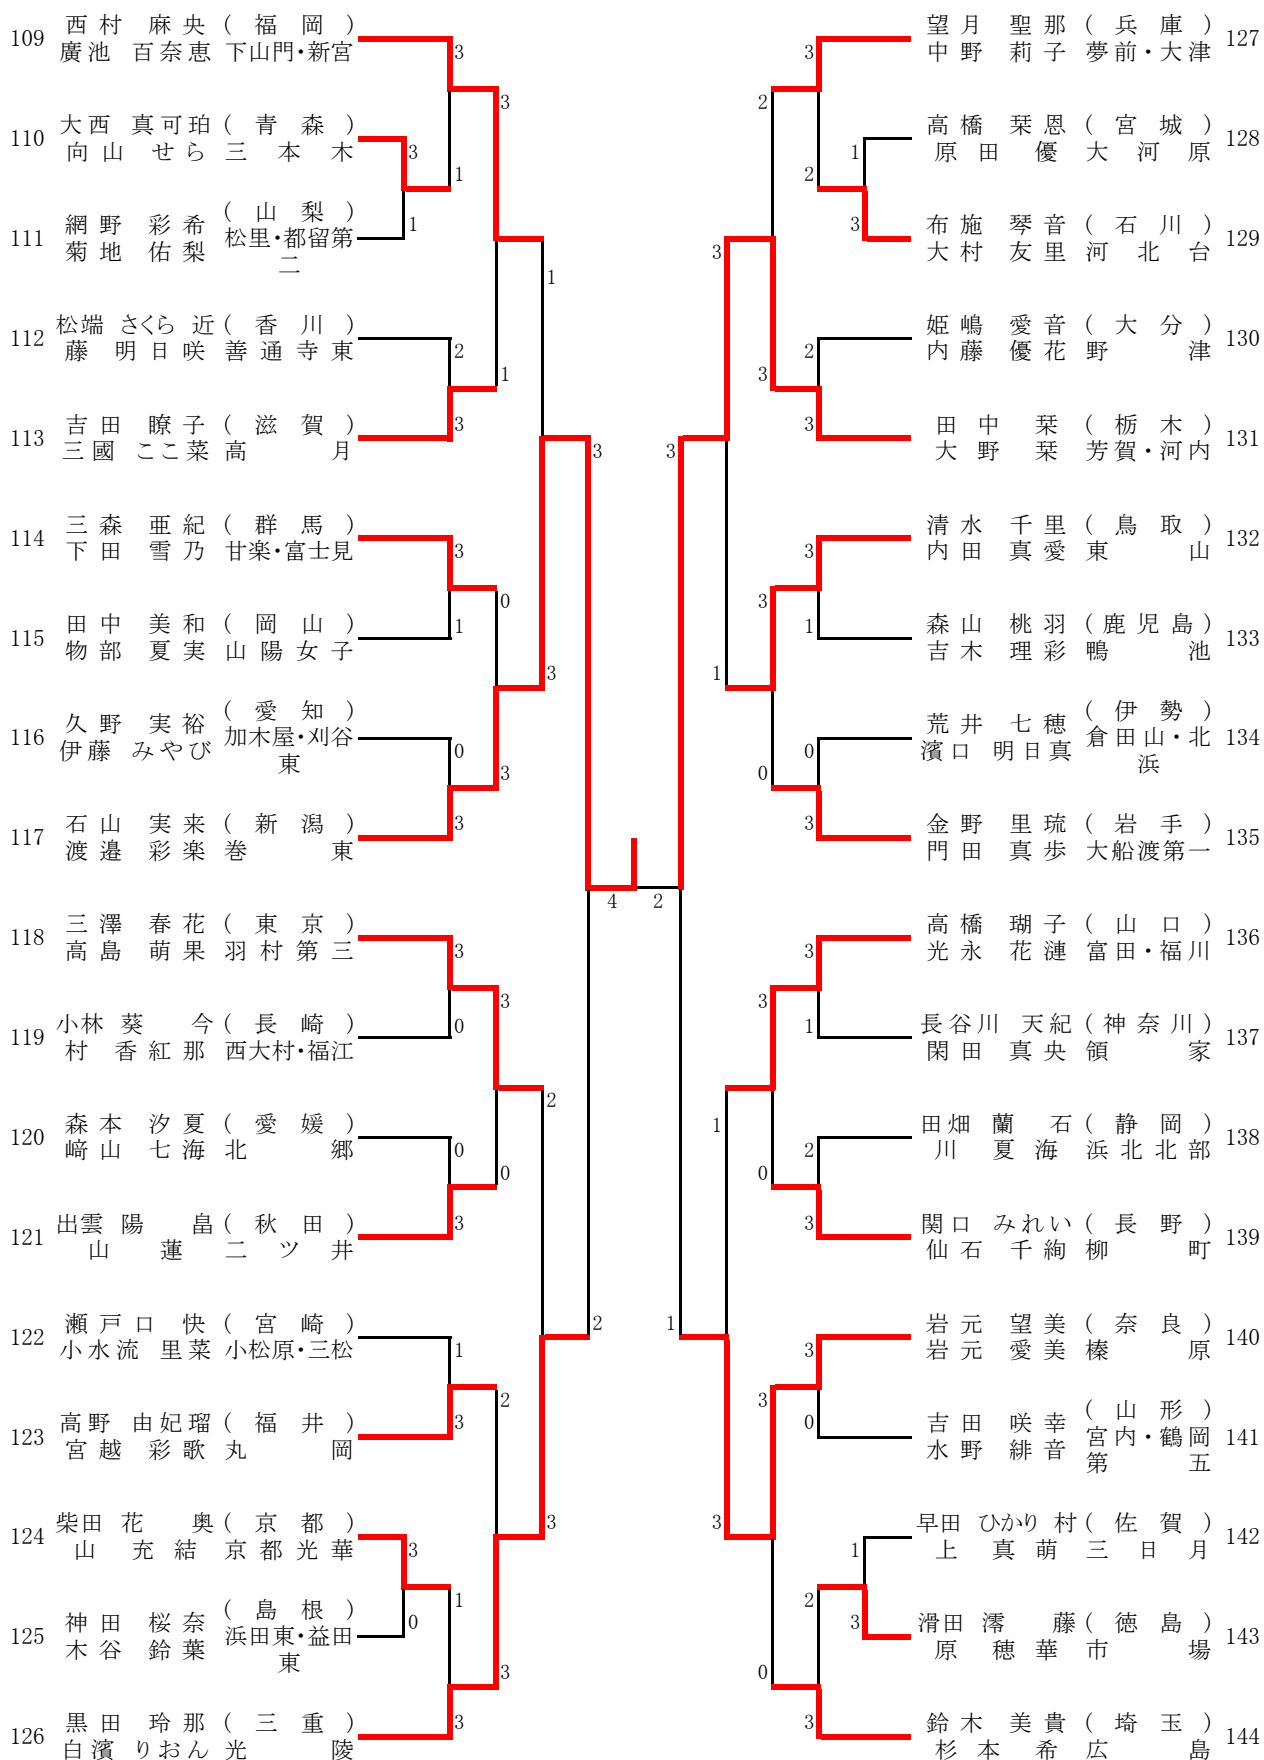 109 西村 麻央 (福岡)
廣池 百奈恵 下山門・新宮
3
3
110 大西 真可珀 (青森)
向山 せら 三本木
3
1
111 網野 彩希 (山梨)
菊地 佑梨 松里・都留第
二
1
1
112 松端 さくら 近 (香川)
藤 明日咲 善通寺東
2
1
113 吉田 瞭子 (滋賀)
三國 ここ菜 高月
3
3
114 三森 亜紀 (群馬)
下田 雪乃 甘楽・富士見
3
0
115 田中 美和 (岡山)
物部 夏実 山陽女子
1
3
116 久野 実裕 (愛知)
伊藤 みやび 加木屋・刈谷
東
0
3
117 石山 実来 (新潟)
渡邉 彩楽 巻東
3
4 2
118 三澤 春花 (東京)
高島 萌果 羽村第三
3
3
119 小林 葵 今 (長崎)
村 香紅那 西大村・福江
0
2
120 森本 汐夏 (愛媛)
﨑山 七海 北郷
0
0
121 出雲 陽 畠 (秋田)
山 蓮 二ツ井
3
2
122 瀬戸口 快 (宮崎)
小水流 里菜 小松原・三松
1
2
123 高野 由妃瑠 (福井)
宮越 彩歌 丸岡
3
3
124 柴田 花 奥 (京都)
山 充結 京都光華
3
1
125 神田 桜奈 (島根)
木谷 鈴葉 浜田東・益田
東
0
3
126 黒田 玲那 (三重)
白濱 りおん 光陵
3
望月 聖那 (兵庫) 127
中野 莉子 夢前・大津
3
2
高橋 栞恩 (宮城) 128
原田 優 大河原
1
2
布施 琴音 (石川) 129
大村 友里 河北台
3
3
姫嶋 愛音 (大分) 130
内藤 優花 野津
2
3
田中 栞 (栃木) 131
大野 栞 芳賀・河内
3
3
清水 千里 (鳥取) 132
内田 真愛 東山
3
3
森山 桃羽 (鹿児島) 133
吉木 理彩 鴨池
1
1
荒井 七穂 (伊勢) 134
濱口 明日真 倉田山・北
浜
0
0
金野 里琉 (岩手) 135
門田 真歩 大船渡第一
3
高橋 瑚子 (山口) 136
光永 花漣 富田・福川
3
3
長谷川 天紀 (神奈川) 137
閑田 真央 領家
1
1
田畑 蘭 石 (静岡) 138
川 夏海 浜北北部
2
0
関口 みれい (長野) 139
仙石 千絢 柳町
3
1
岩元 望美 (奈良) 140
岩元 愛美 榛原
3
3
吉田 咲幸 (山形) 141
水野 緋音 宮内・鶴岡
第五
0
3
早田 ひかり 村 (佐賀) 142
上 真萌 三日月
1
2
滑田 澪 藤 (徳島) 143
原 穂華 市場
3
0
鈴木 美貴 (埼玉) 144
杉本 希 広島
3